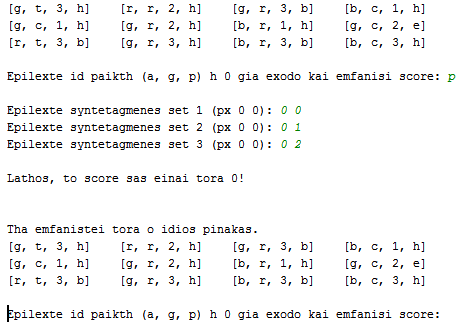 [g, t, 3, h] [r, r, 2, h] [g, r, 3, b] [b, c, 1, h]
[g, c, 1, h] [g, r, 2, h] [b, r, 1, h] [g, c, 2, e]
[r, t, 3, b] [g, r, 3, h] [b, r, 3, b] [b, c, 3, h]
Epilexte id paikth (a, g, p) h 0 gia exodo kai emfanisi score: p
Epilexte syntetagmenes set 1 (px 0 0): 0 0
Epilexte syntetagmenes set 2 (px 0 0): 0 1
Epilexte syntetagmenes set 3 (px 0 0): 0 2
Lathos, to score sas einai tora 0!
Tha emfanistei tora o idios pinakas.
[g, t, 3, h] [r, r, 2, h] [g, r, 3, b] [b, c, 1, h]
[g, c, 1, h] [g, r, 2, h] [b, r, 1, h] [g, c, 2, e]
[r, t, 3, b] [g, r, 3, h] [b, r, 3, b] [b, c, 3, h]
Epilexte id paikth (a, g, p) h 0 gia exodo kai emfanisi score: